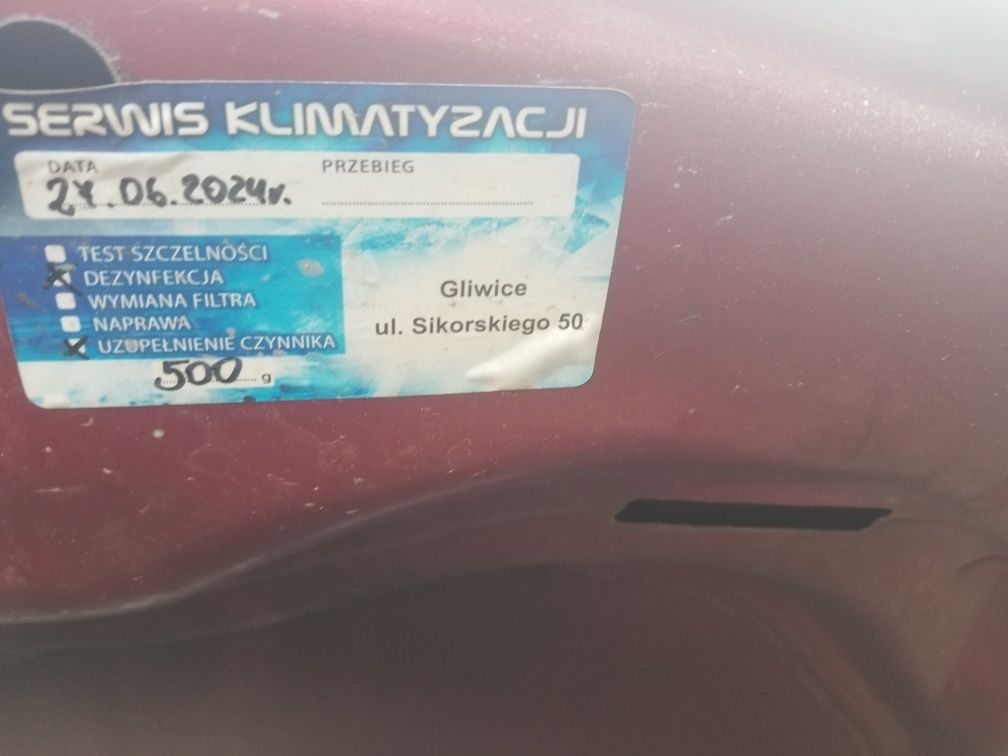 SERWIS KLIMATYZACJI
DATA PRZEBIEG
27.06.2024r.
TEST SZCZELNOŚCI
DEZYNFEKCJA
WYMIANA FILTRA
NAPRAWA
UZUPEŁNIENIE CZYNNIKA
500 g
Gliwice
ul. Sikorskiego 50